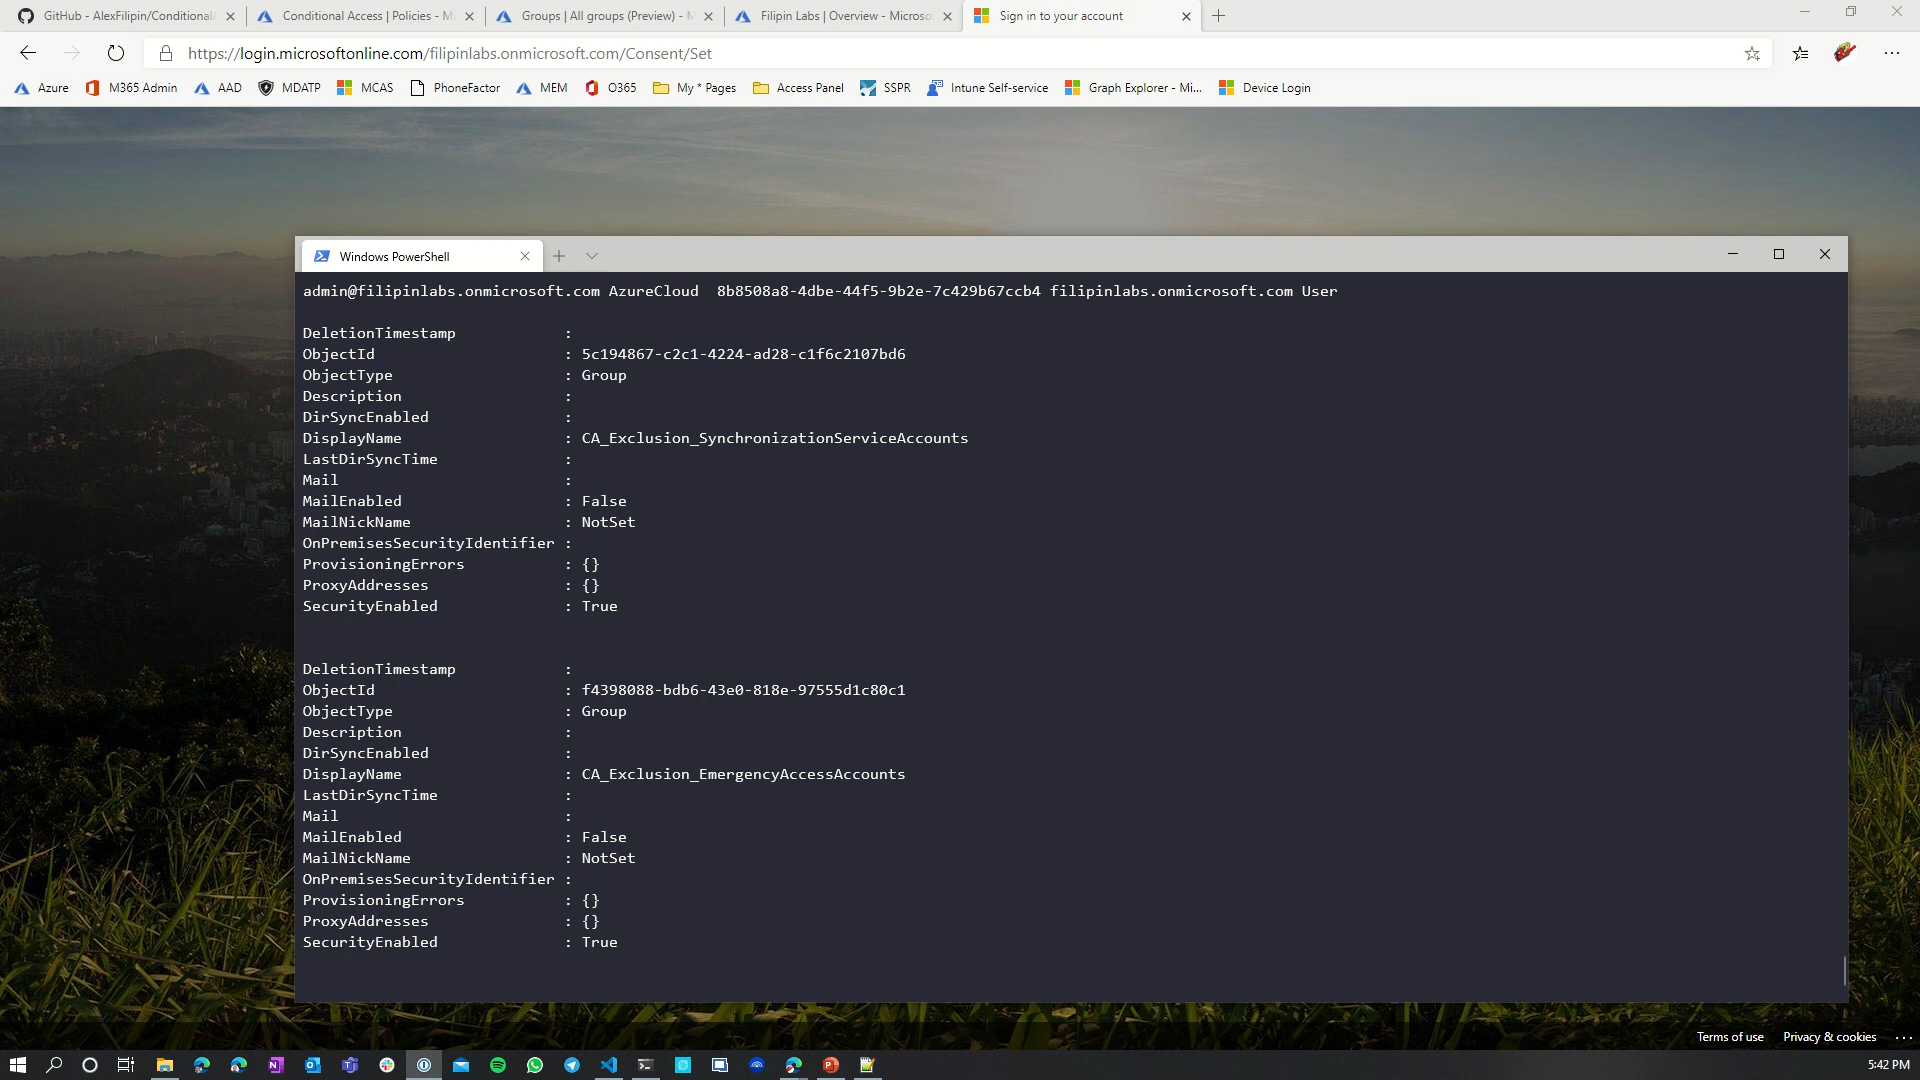 GitHub - AlexFilipin/Conditional
Conditional Access | Policies - Mi
Groups | All groups (Preview) - M
Filipin Labs | Overview - Microso
Sign in to your account
https://login.microsoftonline.com/filipinlabs.onmicrosoft.com/Consent/Set
Azure M365 Admin AAD MDATP MCAS PhoneFactor MEM O365 My * Pages Access Panel SSPR Intune Self-service Graph Explorer - Mi... Device Login
Windows PowerShell
admin@filipinlabs.onmicrosoft.com AzureCloud 8b8508a8-4dbe-44f5-9b2e-7c429b67ccb4 filipinlabs.onmicrosoft.com User
DeletionTimestamp :
ObjectId : 5c194867-c2c1-4224-ad28-c1f6c2107bd6
ObjectType : Group
Description :
DirSyncEnabled :
DisplayName : CA_Exclusion_SynchronizationServiceAccounts
LastDirSyncTime :
Mail :
MailEnabled : False
MailNickName : NotSet
OnPremisesSecurityIdentifier :
ProvisioningErrors : {}
ProxyAddresses : {}
SecurityEnabled : True
DeletionTimestamp :
ObjectId : f4398088-bdb6-43e0-818e-97555d1c80c1
ObjectType : Group
Description :
DirSyncEnabled :
DisplayName : CA_Exclusion_EmergencyAccessAccounts
LastDirSyncTime :
Mail :
MailEnabled : False
MailNickName : NotSet
OnPremisesSecurityIdentifier :
ProvisioningErrors : {}
ProxyAddresses : {}
SecurityEnabled : True
Terms of use Privacy & cookies ...
5:42 PM